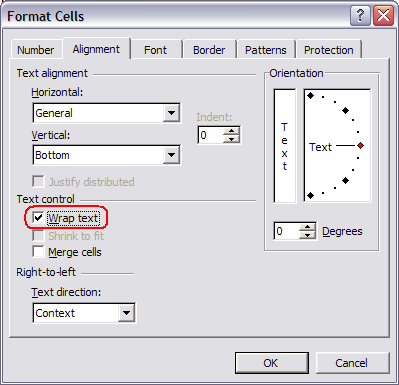 Format Cells
Number Alignment Font Border Patterns Protection
Text alignment
Horizontal:
General
Indent:
0
Vertical:
Bottom
Justify distributed
Text control
Wrap text
Shrink to fit
Merge cells
Right-to-left
Text direction:
Context
Orientation
T
e
x
t
Text
0 Degrees
OK Cancel